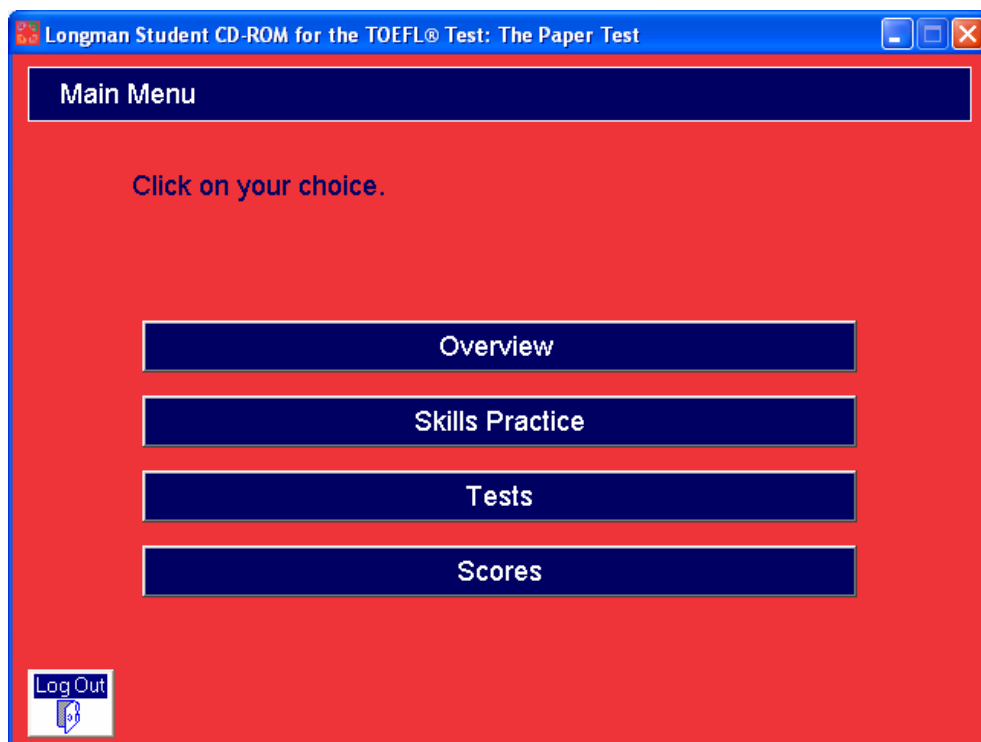 Longman Student CD-ROM for the TOEFL® Test: The Paper Test
Main Menu
Click on your choice.
Overview
Skills Practice
Tests
Scores
Log Out